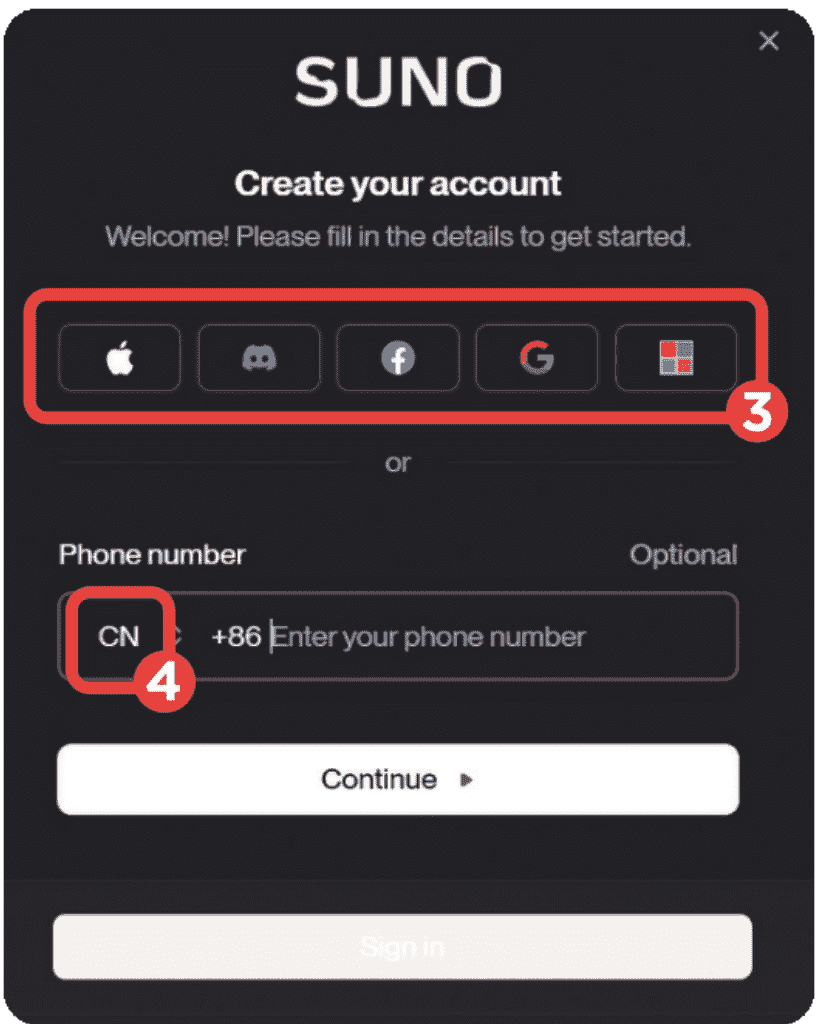 SUNO
Create your account
Welcome! Please fill in the details to get started.
3
or
Phone number Optional
CN +86 Enter your phone number
4
Continue
Sign in